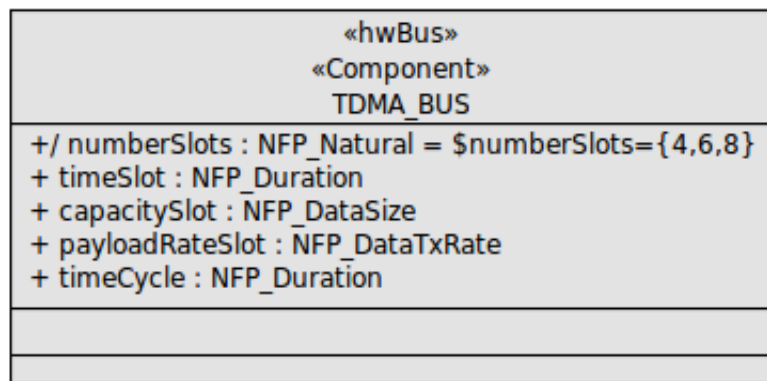 «hwBus»
«Component»
TDMA_BUS
+/ numberSlots : NFP_Natural = $numberSlots={4,6,8}
+ timeSlot : NFP_Duration
+ capacitySlot : NFP_DataSize
+ payloadRateSlot : NFP_DataTxRate
+ timeCycle : NFP_Duration